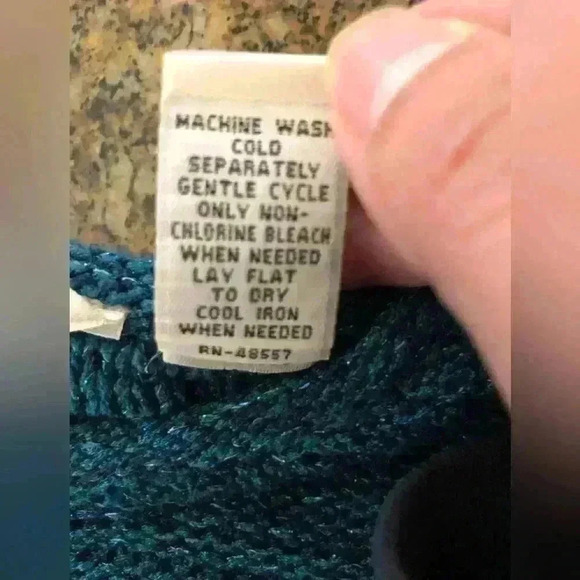 MACHINE WASH
COLD
SEPARATELY
GENTLE CYCLE
ONLY NON-
CHLORINE BLEACH
WHEN NEEDED
LAY FLAT
TO DRY
COOL IRON
WHEN NEEDED
RN-48557